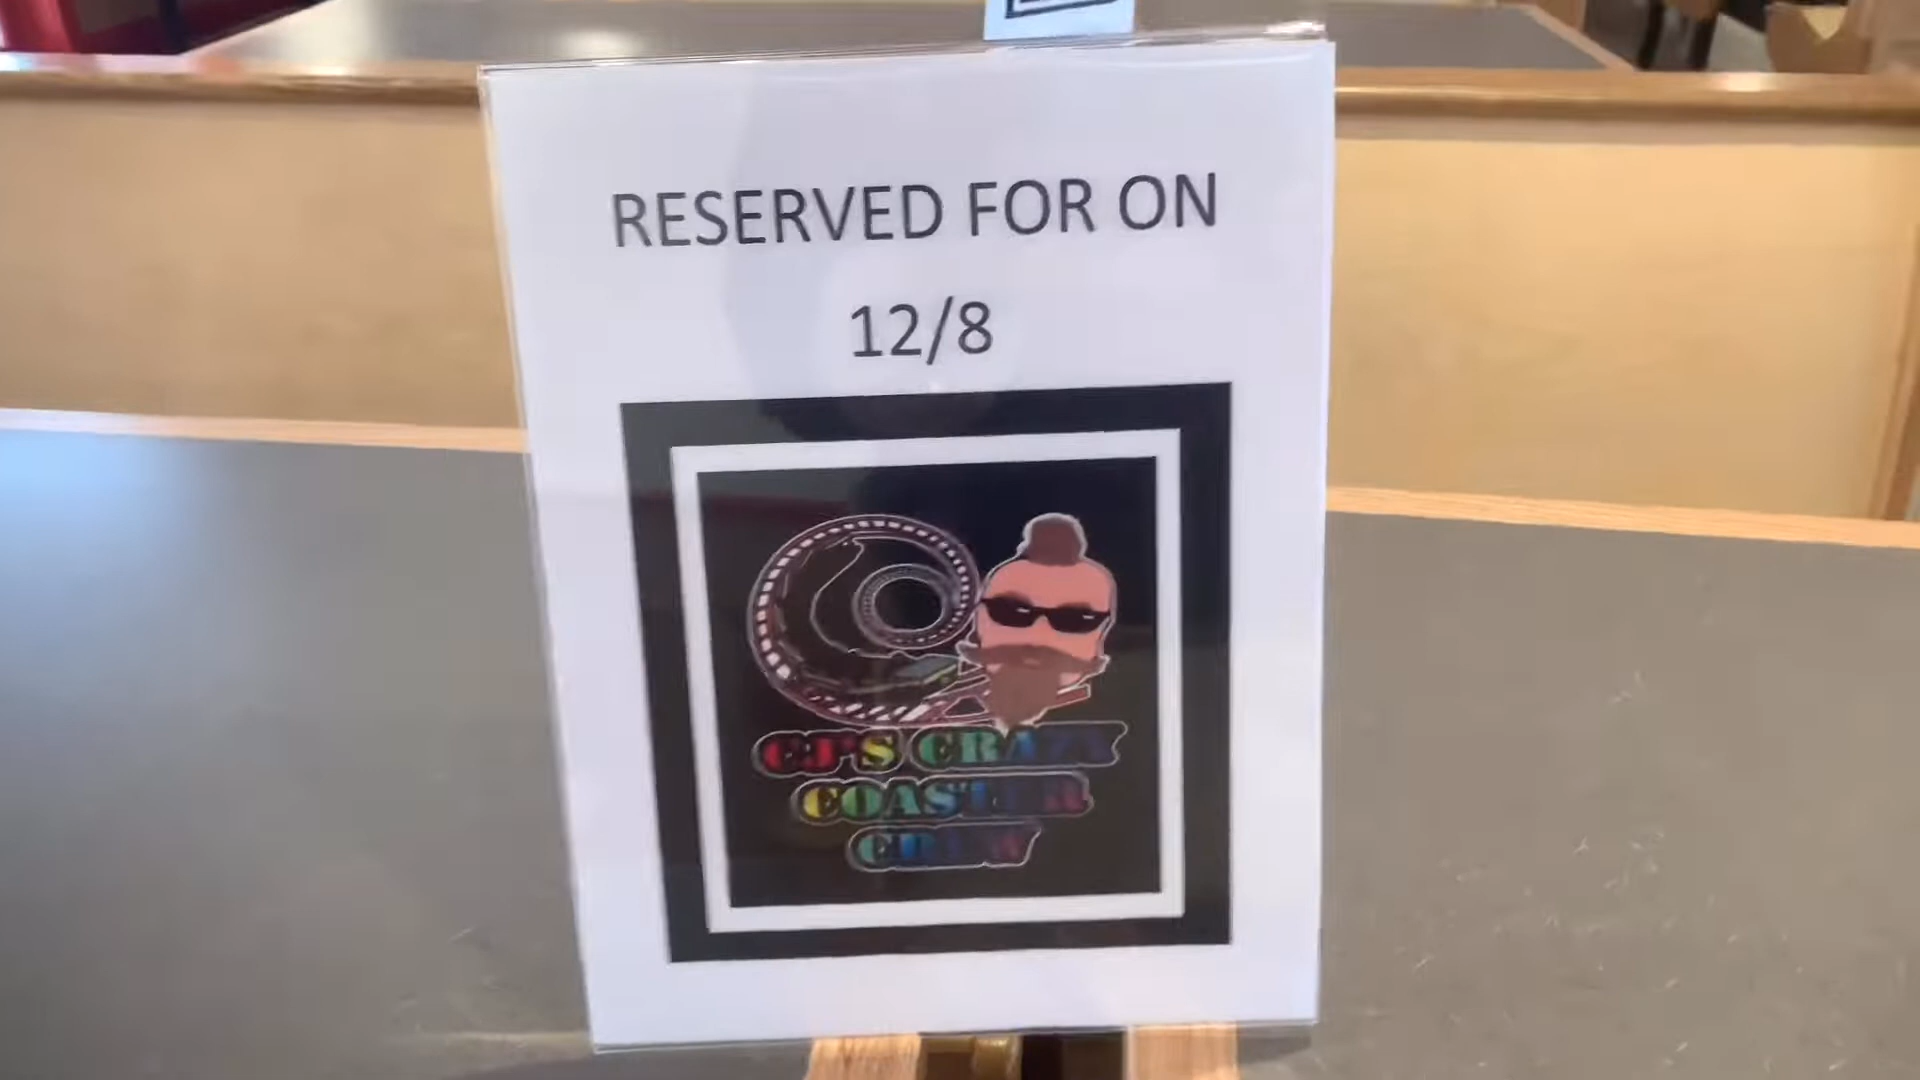 RESERVED FOR ON
12/8
CJ'S CRAZY
COASTER
CREW